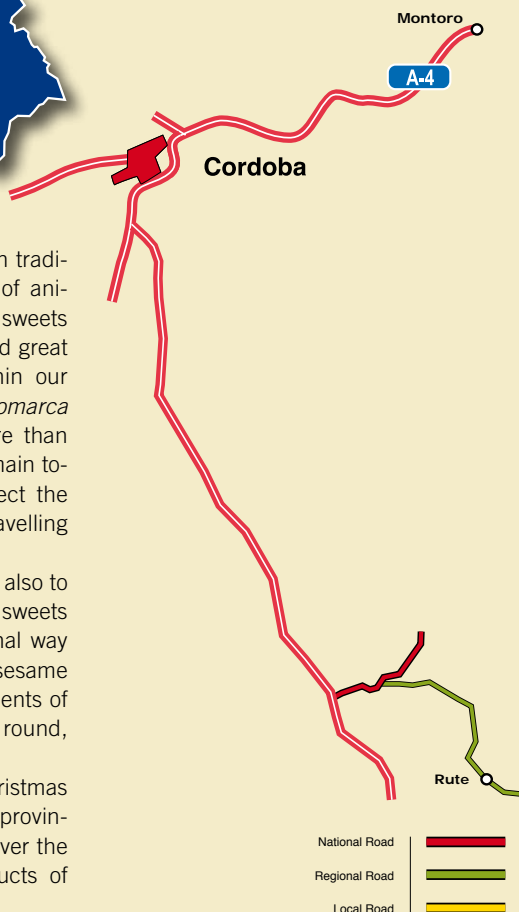 Montoro
A-4
Cordoba
n tradi-
of ani-
sweets
d great
hin our
omarca
re than
main to-
ect the
avelling
also to
sweets
nal way
sesame
ents of
round,
ristmas
provin-
ver the
ucts of
Rute
National Road
Regional Road
Local Road